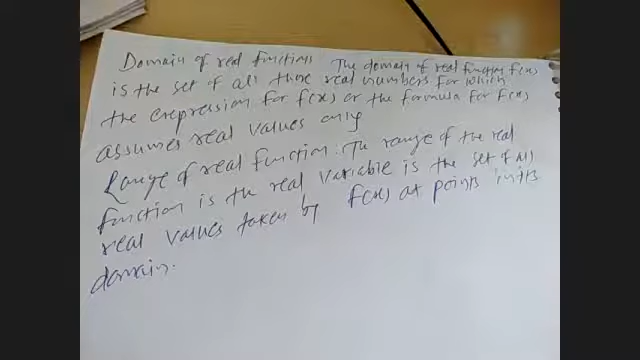 Domain of real functions The domain of real function f(x)
is the set of all those real numbers for which
the expression for f(x) or the formula for f(x)
assumes real values only
Range of real function: The range of the real
function is the real variable is the set of all
real values taken by f(x) at points in its
domain.